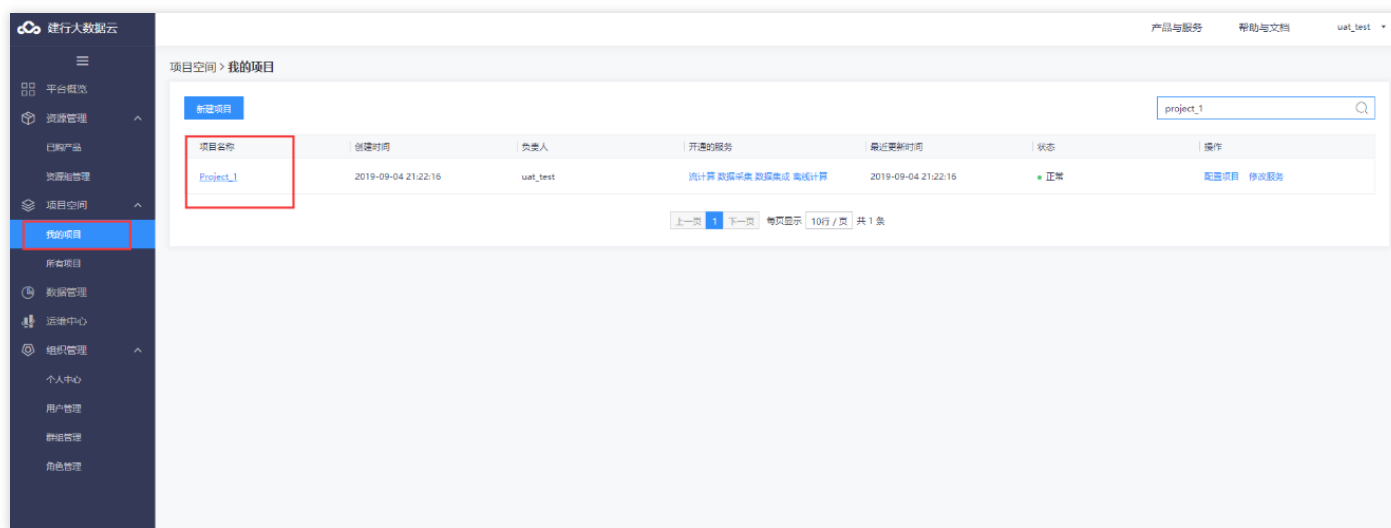 建行大数据云
产品与服务 帮助与文档 uat_test
项目空间 > 我的项目
平台概览
资源管理
已购产品
资源组管理
项目空间
我的项目
所有项目
数据管理
运维中心
组织管理
个人中心
用户管理
群组管理
角色管理
新建项目 project_1
项目名称 创建时间 负责人 开通的服务 最近更新时间 状态 操作
Project_1 2019-09-04 21:22:16 uat_test 流计算 数据采集 数据集成 离线计算 2019-09-04 21:22:16 正常 配置项目 修改服务
上一页 1 下一页 每页显示 10行 / 页 共 1 条